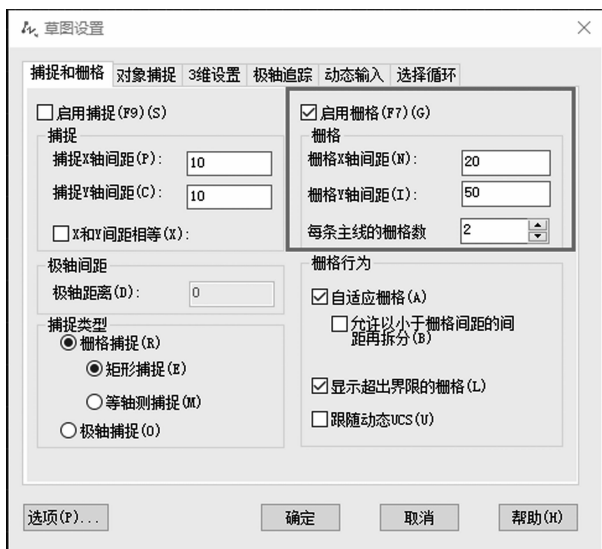 草图设置
捕捉和栅格 对象捕捉 3维设置 极轴追踪 动态输入 选择循环
启用捕捉(F9)(S)
捕捉
捕捉X轴间距(P): 10
捕捉Y轴间距(C): 10
X和Y间距相等(X):
极轴间距
极轴距离(D): 0
捕捉类型
栅格捕捉(R)
矩形捕捉(E)
等轴测捕捉(M)
极轴捕捉(O)
启用栅格(F7)(G)
栅格
栅格X轴间距(N): 20
栅格Y轴间距(I): 50
每条主线的栅格数 2
栅格行为
自适应栅格(A)
允许以小于栅格间距的间
距再拆分(B)
显示超出界限的栅格(L)
跟随动态UCS(U)
选项(P)... 确定 取消 帮助(H)